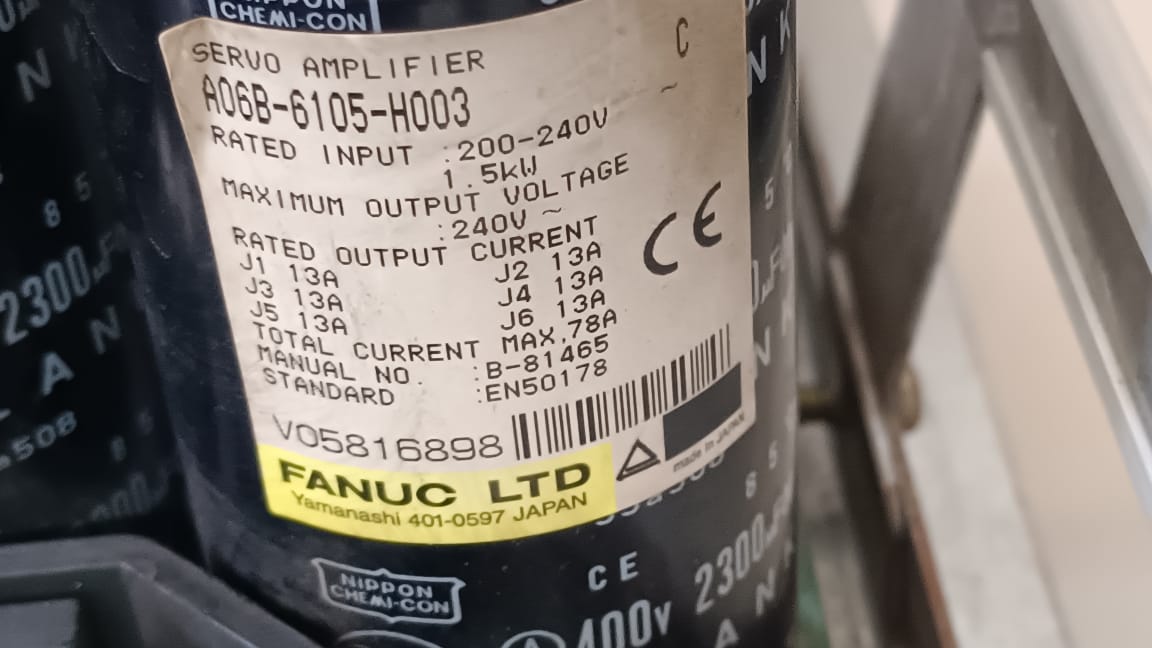 NIPPON
CHEMI-CON
C
SERVO AMPLIFIER
A06B-6105-H003
RATED INPUT :200-240V ~
1.5kW
MAXIMUM OUTPUT VOLTAGE
:240V ~
RATED OUTPUT CURRENT
J1 13A J2 13A
J3 13A J4 13A
J5 13A J6 13A
TOTAL CURRENT MAX.78A
MANUAL NO. :B-81465
STANDARD :EN50178
CE
V05816898
made in JAPAN
FANUC LTD
Yamanashi 401-0597 JAPAN
NIPPON
CHEMI-CON
CE
400V 2300µF
85
2300µF